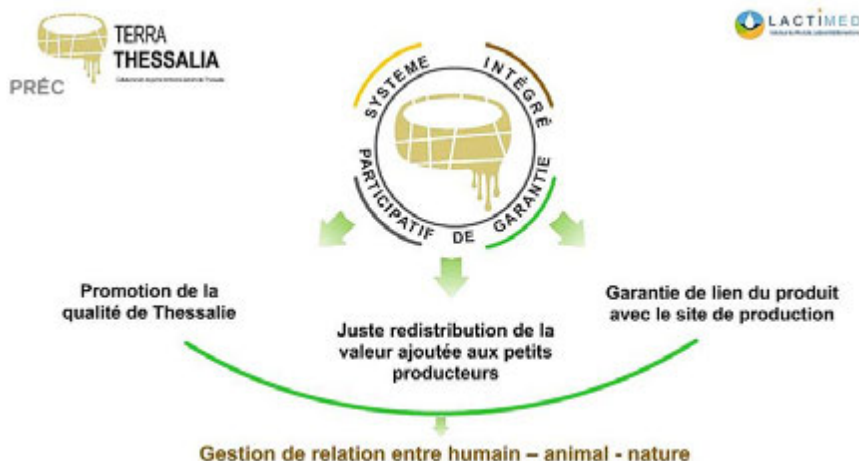 TERRA
THESSALIA
PRÉC
LACTIMED
SYSTÈME INTÉGRÉ
PARTICIPATIF DE GARANTIE
Promotion de la
qualité de Thessalie
Juste redistribution de la
valeur ajoutée aux petits
producteurs
Garantie de lien du produit
avec le site de production
Gestion de relation entre humain – animal - nature